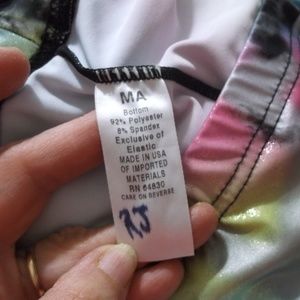 MA
Bottom
92% Polyester
8% Spandex
Exclusive of
Elastic
MADE IN USA
OF IMPORTED
MATERIALS
RN 64830
CARE ON REVERSE
RJ